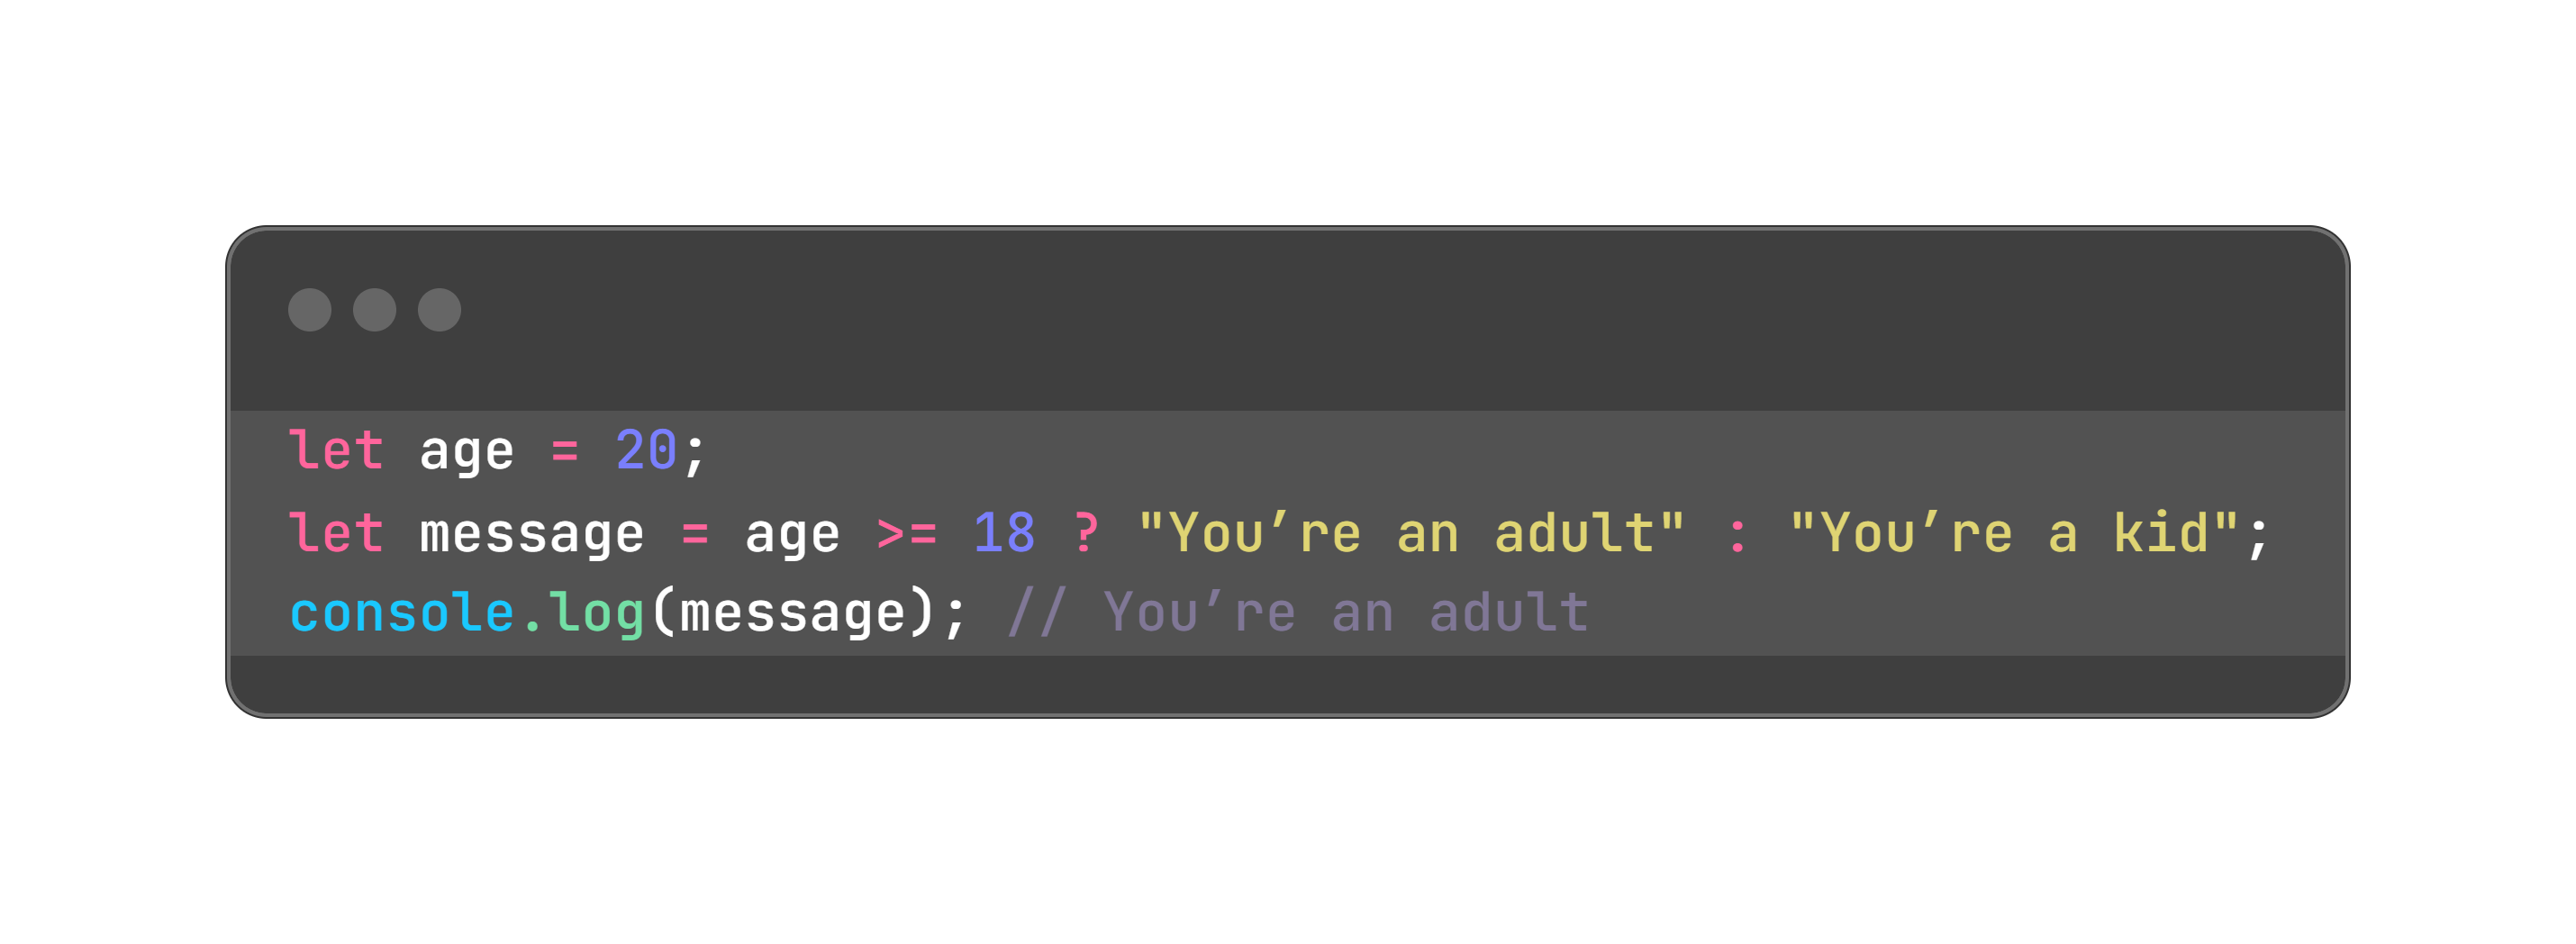 let age = 20;
let message = age >= 18 ? "You’re an adult" : "You’re a kid";
console.log(message); // You’re an adult